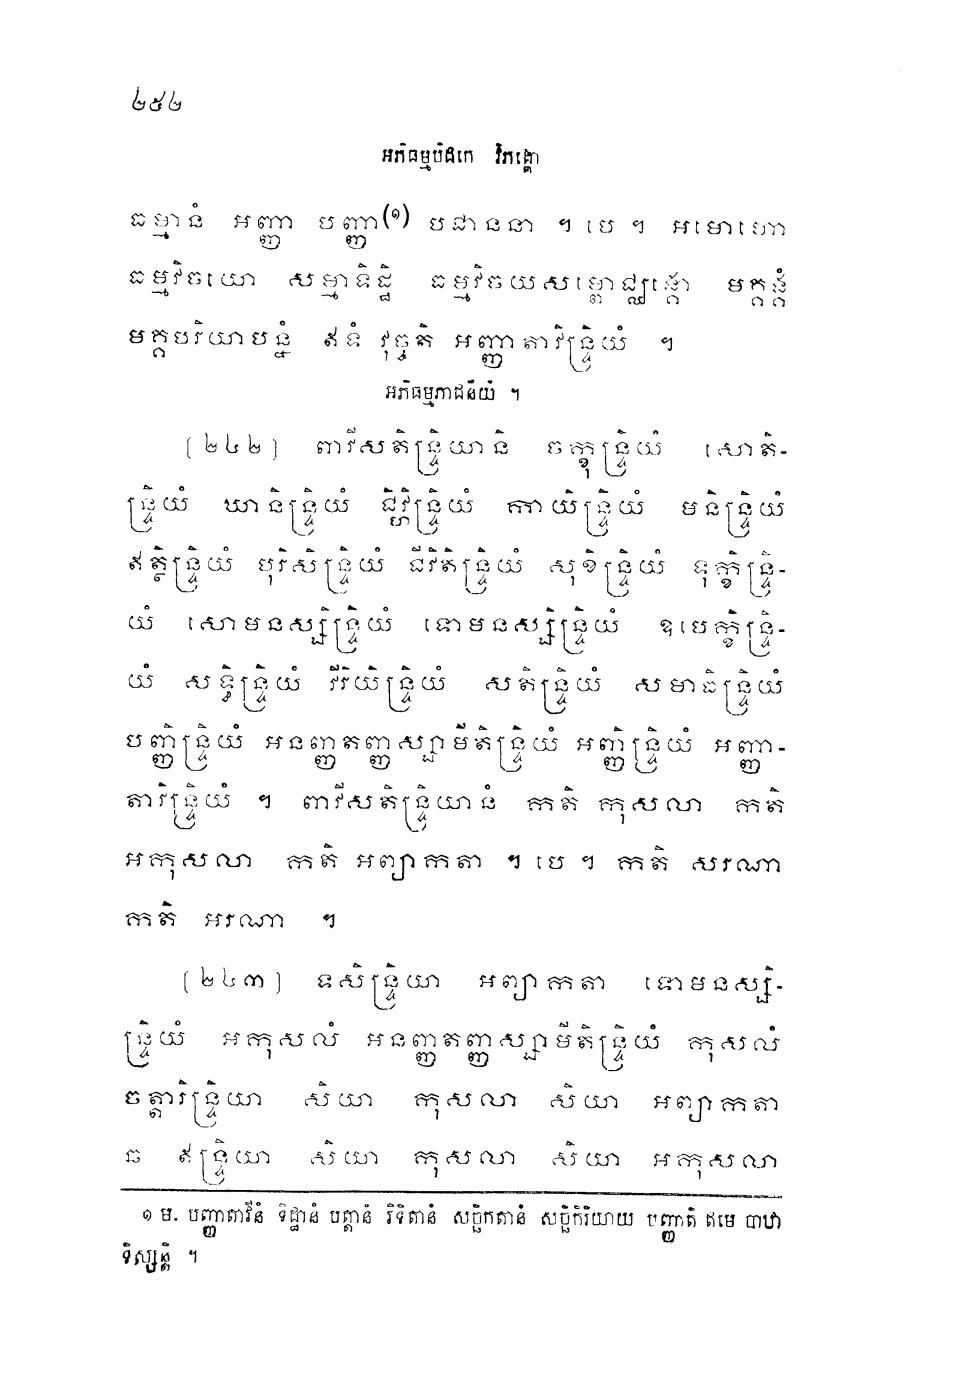 ២៥២
អភិធម្មបិដកេ វិភង្គោ
ធម្មានំ អញ្ញា បញ្ញា(១) បជាននា ។ បេ ។ អមោហោ
ធម្មវិចយោ សម្មាទិដ្ឋិ ធម្មវិចយសម្ពោជ្ឈង្គោ មគ្គង្គំ
មគ្គបរិយាបន្នំ ឥទំ វុច្ចតិ អញ្ញាតាវិន្ទ្រិយំ ។
អភិធម្មភាជនីយំ ។
(២៤២) ពាវីសតិន្ទ្រិយានិ ចក្ខុន្ទ្រិយំ សោតិ-
ន្ទ្រិយំ ឃានិន្ទ្រិយំ ជិវ្ហិន្ទ្រិយំ កាយិន្ទ្រិយំ មនិន្ទ្រិយំ
ឥត្ថិន្ទ្រិយំ បុរិសិន្ទ្រិយំ ជីវិតិន្ទ្រិយំ សុខិន្ទ្រិយំ ទុក្ខិន្ទ្រិ-
យំ សោមនស្សិន្ទ្រិយំ ទោមនស្សិន្ទ្រិយំ ឧបេក្ខិន្ទ្រិ-
យំ សទ្ធិន្ទ្រិយំ វីរិយិន្ទ្រិយំ សតិន្ទ្រិយំ សមាធិន្ទ្រិយំ
បញ្ញិន្ទ្រិយំ អនញ្ញតញ្ញស្សាមីតិន្ទ្រិយំ អញ្ញិន្ទ្រិយំ អញ្ញា-
តាវិន្ទ្រិយំ ។ ពាវីសតិន្ទ្រិយានំ កតិ កុសលា កតិ
អកុសលា កតិ អព្យាកតា ។ បេ ។ កតិ សរណា
កតិ អរណា ។
(២៤៣) ទសិន្ទ្រិយា អព្យាកតា ទោមនស្សិ-
ន្ទ្រិយំ អកុសលំ អនញ្ញតញ្ញស្សាមីតិន្ទ្រិយំ កុសលំ
ចត្តារិន្ទ្រិយា សិយា កុសលា សិយា អព្យាកតា
ឆ ឥន្ទ្រិយា សិយា កុសលា សិយា អកុសលា
១ ម. បញ្ញាតាវីនំ ទិដ្ឋានំ បត្តានំ វិទិតានំ សច្ឆិកតានំ សច្ឆិកិរិយាយ បញ្ញាតិ ឥមេ បាឋា
ទិស្សន្តិ ។